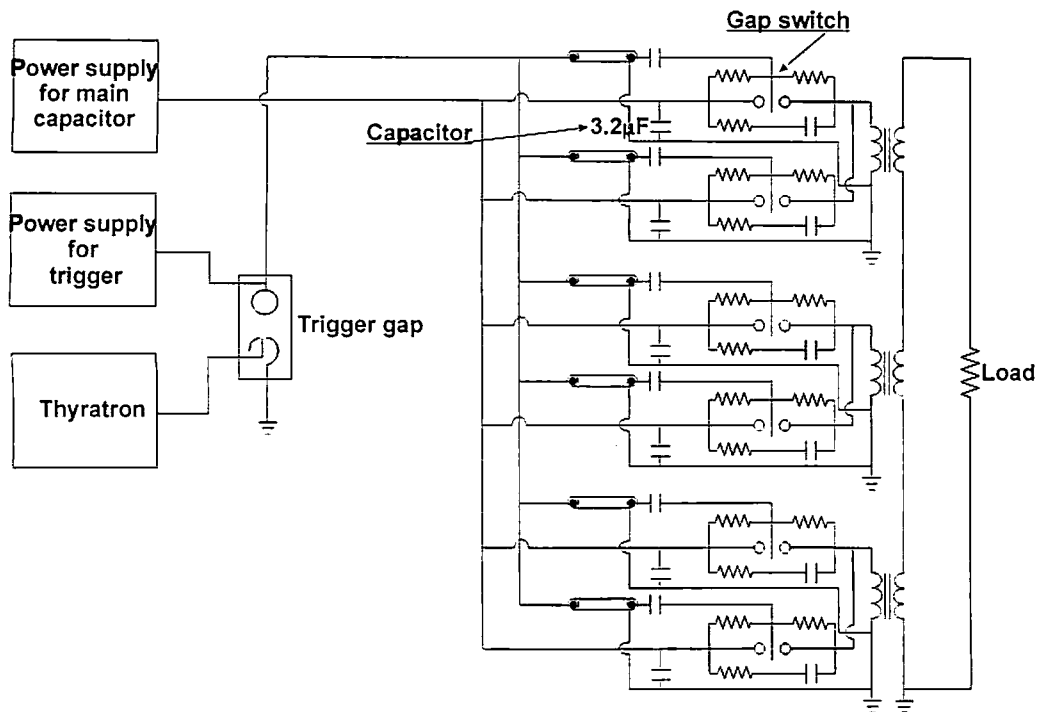 Gap switch
Power supply
for main
capacitor
Capacitor
3.2μF
Power supply
for
trigger
Trigger gap
Thyratron
Load